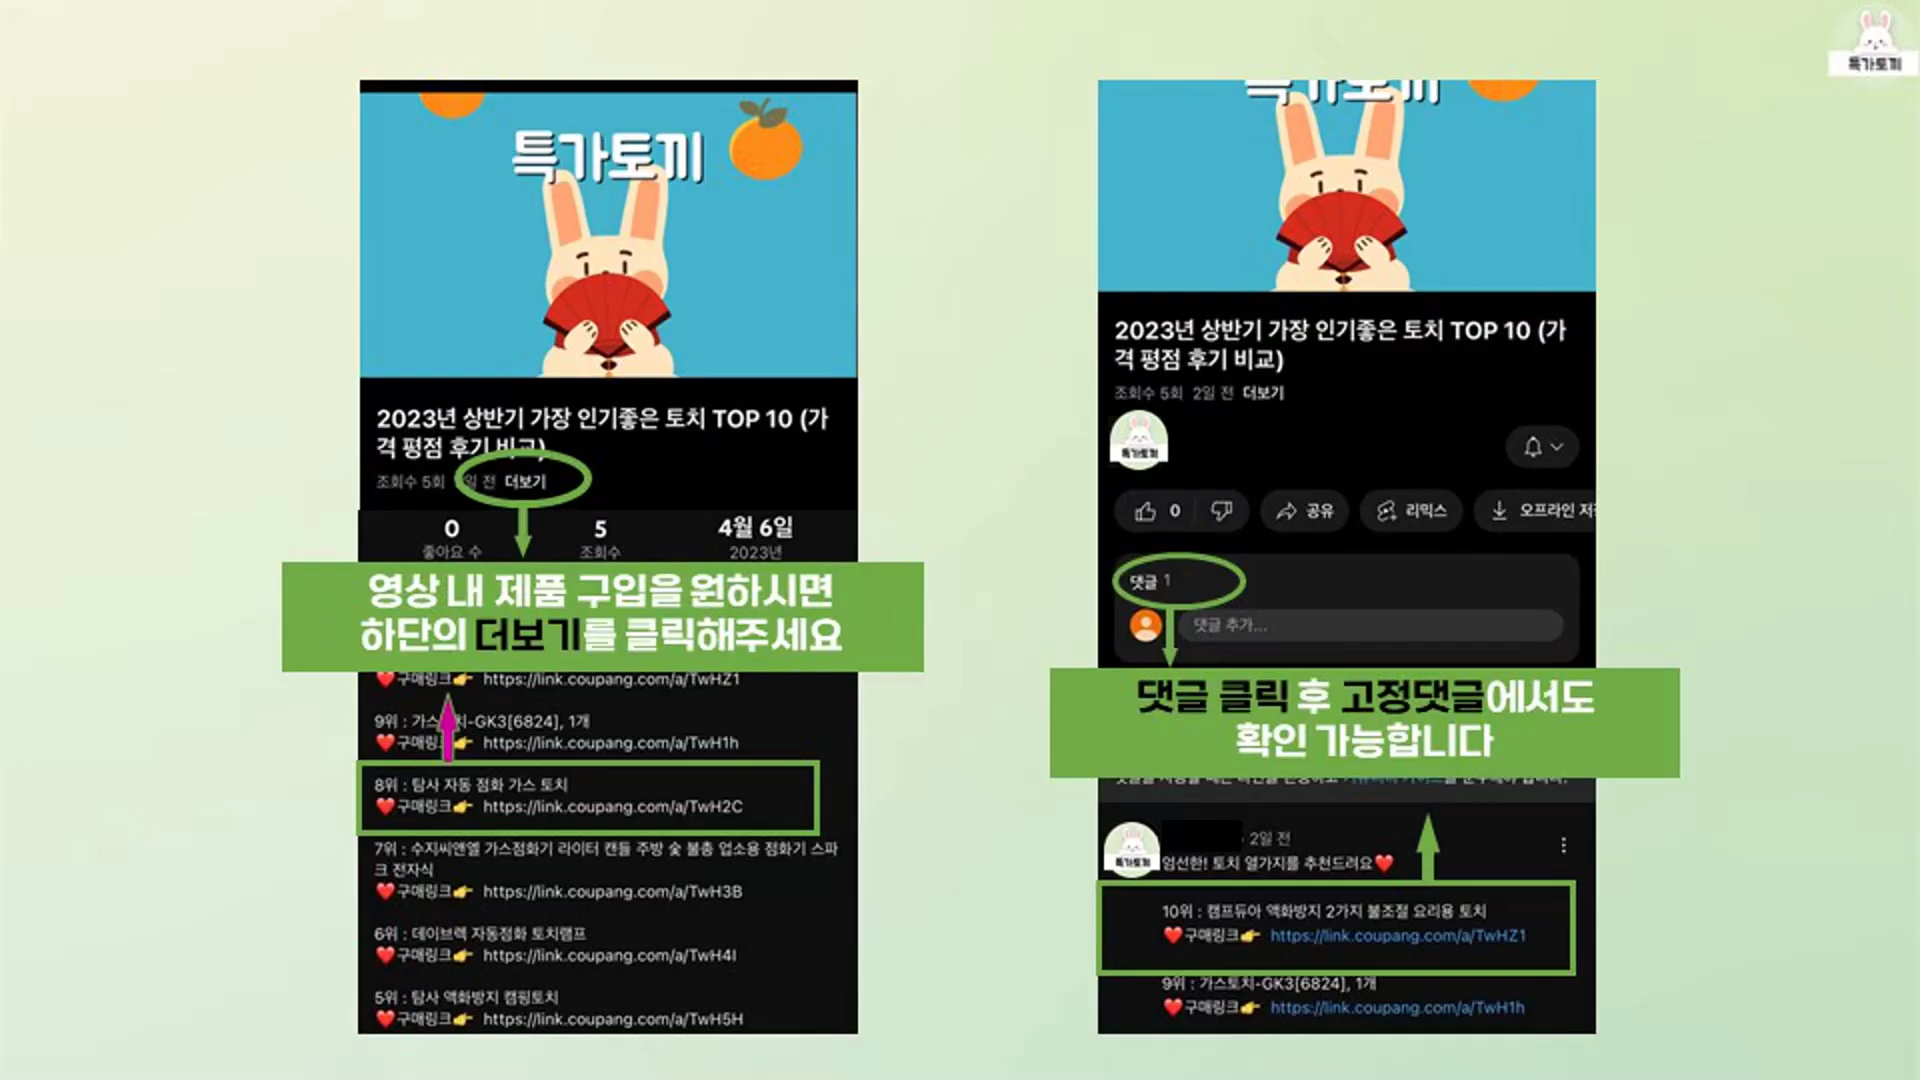 특가토끼
특가토끼
2023년 상반기 가장 인기좋은 토치 TOP 10 (가
격 평점 후기 비교)
조회수 5회 일 전 더보기
0 5 4월 6일
좋아요 수 조회수 2023년
영상 내 제품 구입을 원하시면
하단의 더보기를 클릭해주세요
구매링크 https://link.coupang.com/a/TwHZ1
9위 : 가스토치-GK3[6824], 1개
구매링크 https://link.coupang.com/a/TwH1h
8위 : 탐사 자동 점화 가스 토치
구매링크 https://link.coupang.com/a/TwH2C
7위 : 수지씨앤엘 가스점화기 라이터 캔들 주방 숯 불총 업소용 점화기 스파
크 전자식
구매링크 https://link.coupang.com/a/TwH3B
6위 : 데이브렉 자동점화 토치램프
구매링크 https://link.coupang.com/a/TwH4I
5위 : 탐사 액화방지 캠핑토치
구매링크 https://link.coupang.com/a/TwH5H
특가토끼
2023년 상반기 가장 인기좋은 토치 TOP 10 (가
격 평점 후기 비교)
조회수 5회 2일 전 더보기
특가토끼
0 공유 리믹스 오프라인 저
댓글 1
댓글 추가...
댓글 클릭 후 고정댓글에서도
확인 가능합니다
특가토끼
· 2일 전
엄선한! 토치 열가지를 추천드려요
10위 : 캠프듀아 액화방지 2가지 불조절 요리용 토치
구매링크 https://link.coupang.com/a/TwHZ1
9위 : 가스토치-GK3[6824], 1개
구매링크 https://link.coupang.com/a/TwH1h